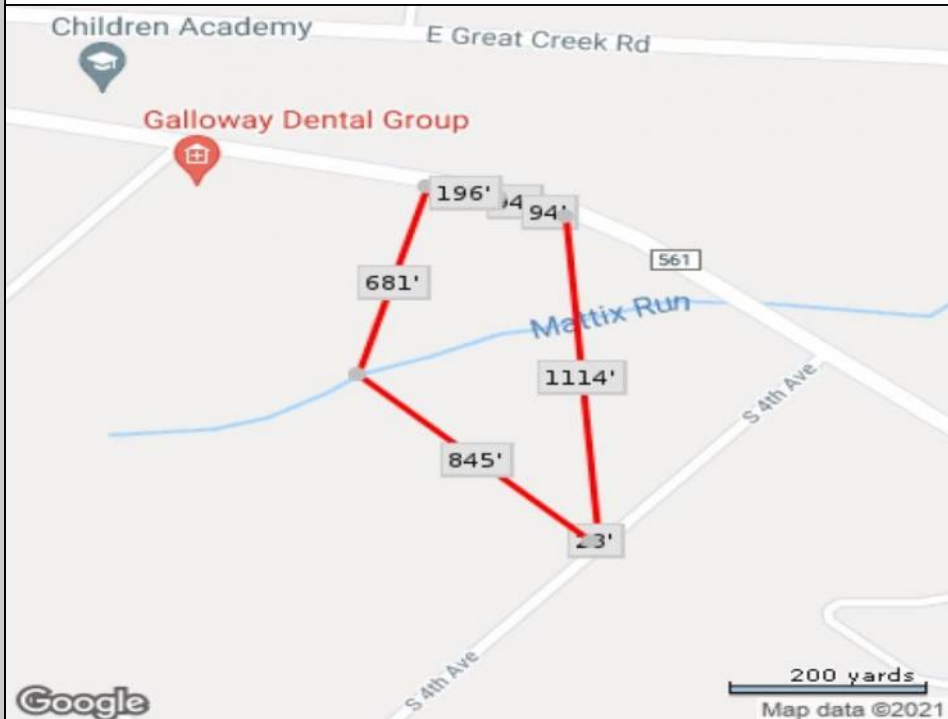 Children Academy
E Great Creek Rd
Galloway Dental Group
196'
94'
681'
561
Mattix Run
1114'
S 4th Ave
845'
S 4th Ave
200 yards
Google
Map data ©2021